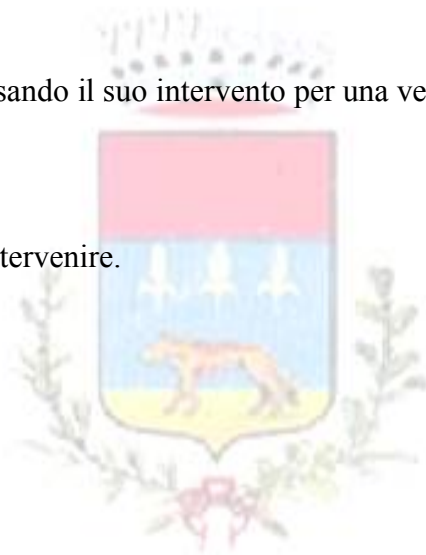 sando il suo intervento per una ve
tervenire.